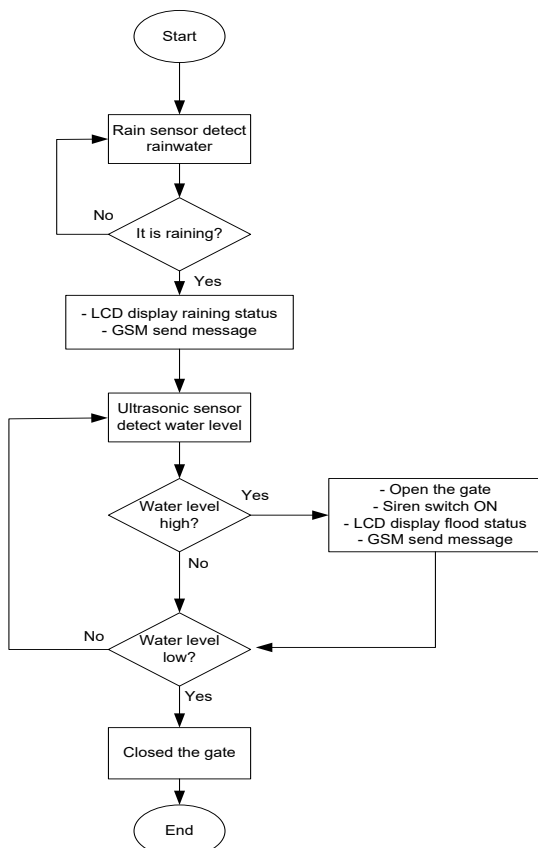 Start
Rain sensor detect
rainwater
No
It is raining?
Yes
- LCD display raining status
- GSM send message
Ultrasonic sensor
detect water level
Water level
high?
Yes
- Open the gate
- Siren switch ON
- LCD display flood status
- GSM send message
No
No
Water level
low?
Yes
Closed the gate
End